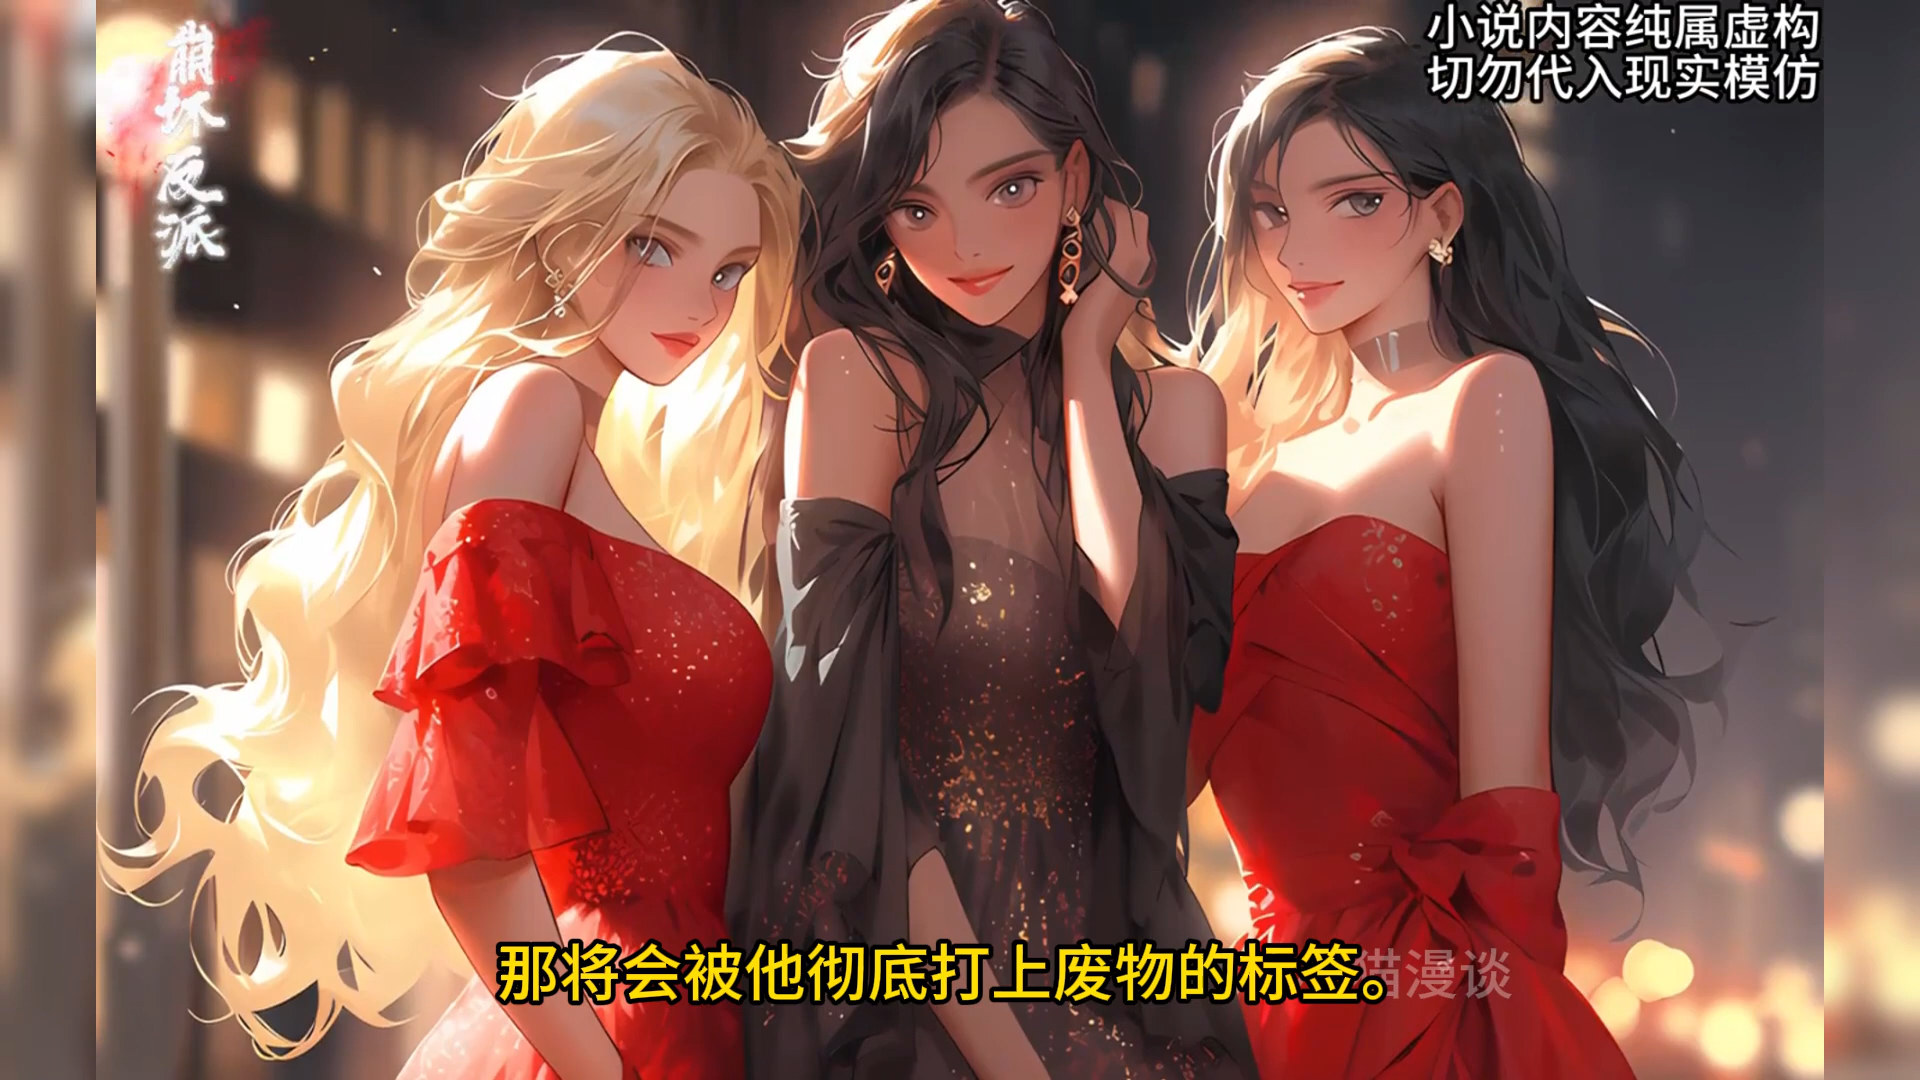 崩坏反派
小说内容纯属虚构
切勿代入现实模仿
那将会被他彻底打上废物的标签。
猫漫谈